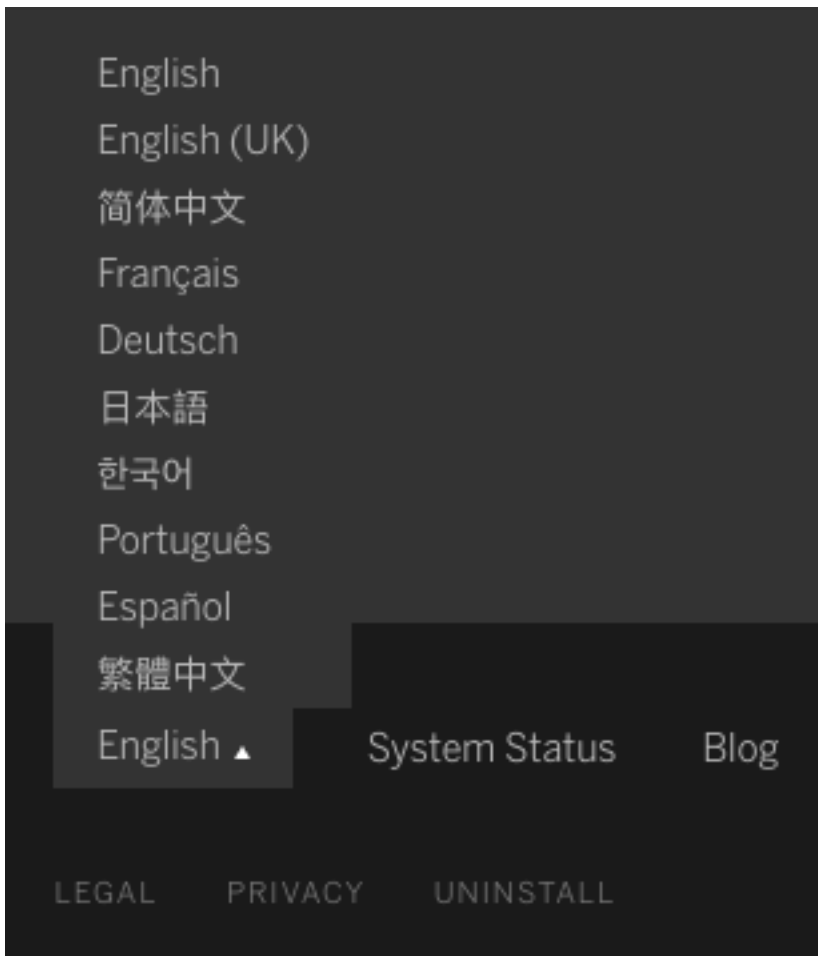 English
English (UK)
简体中文
Français
Deutsch
日本語
한국어
Português
Español
繁體中文
English ▲ System Status Blog
LEGAL PRIVACY UNINSTALL